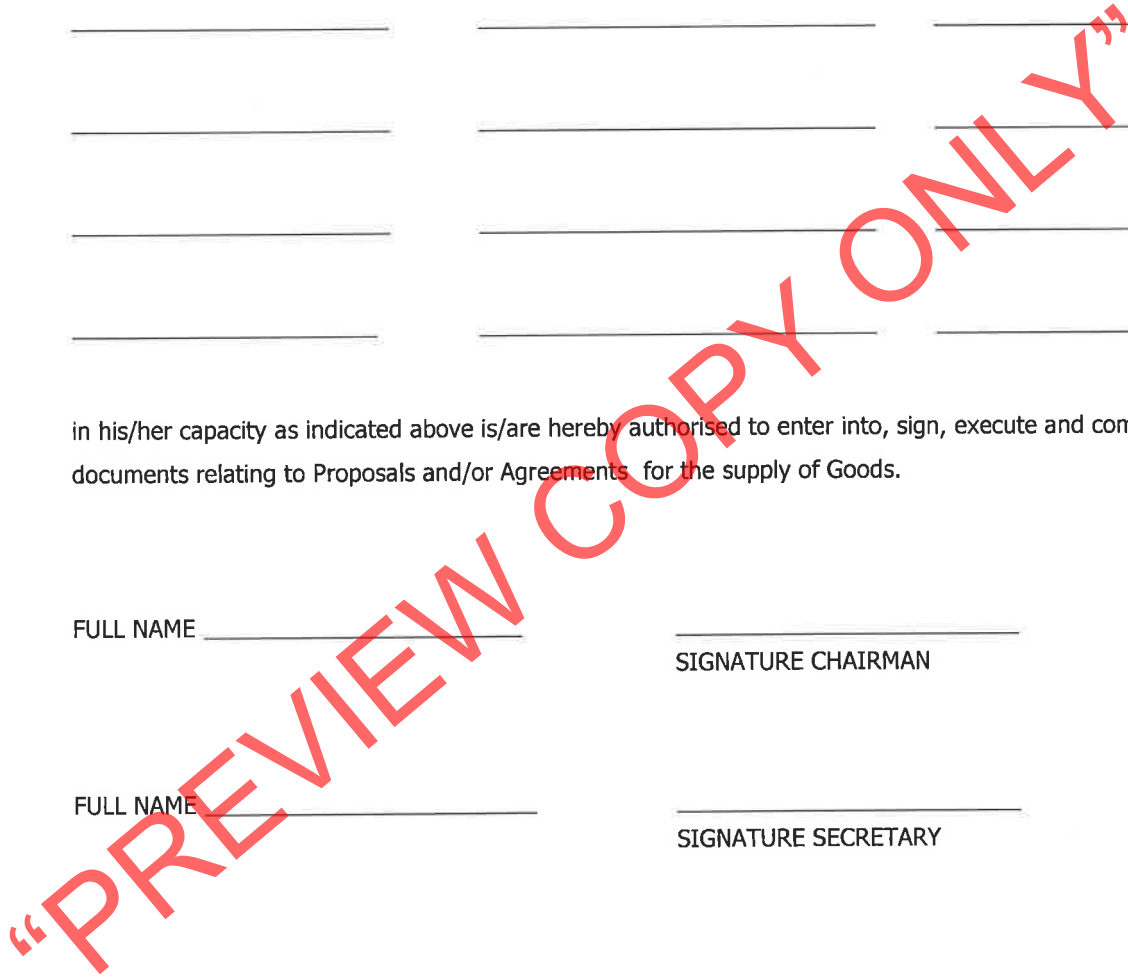 in his/her capacity as indicated above is/are hereby authorised to enter into, sign, execute and
documents relating to Proposals and/or Agreements for the supply of Goods.
FULL NAME
SIGNATURE CHAIRMAN
FULL NAME
SIGNATURE SECRETARY
“PREVIEW COPY ONLY”